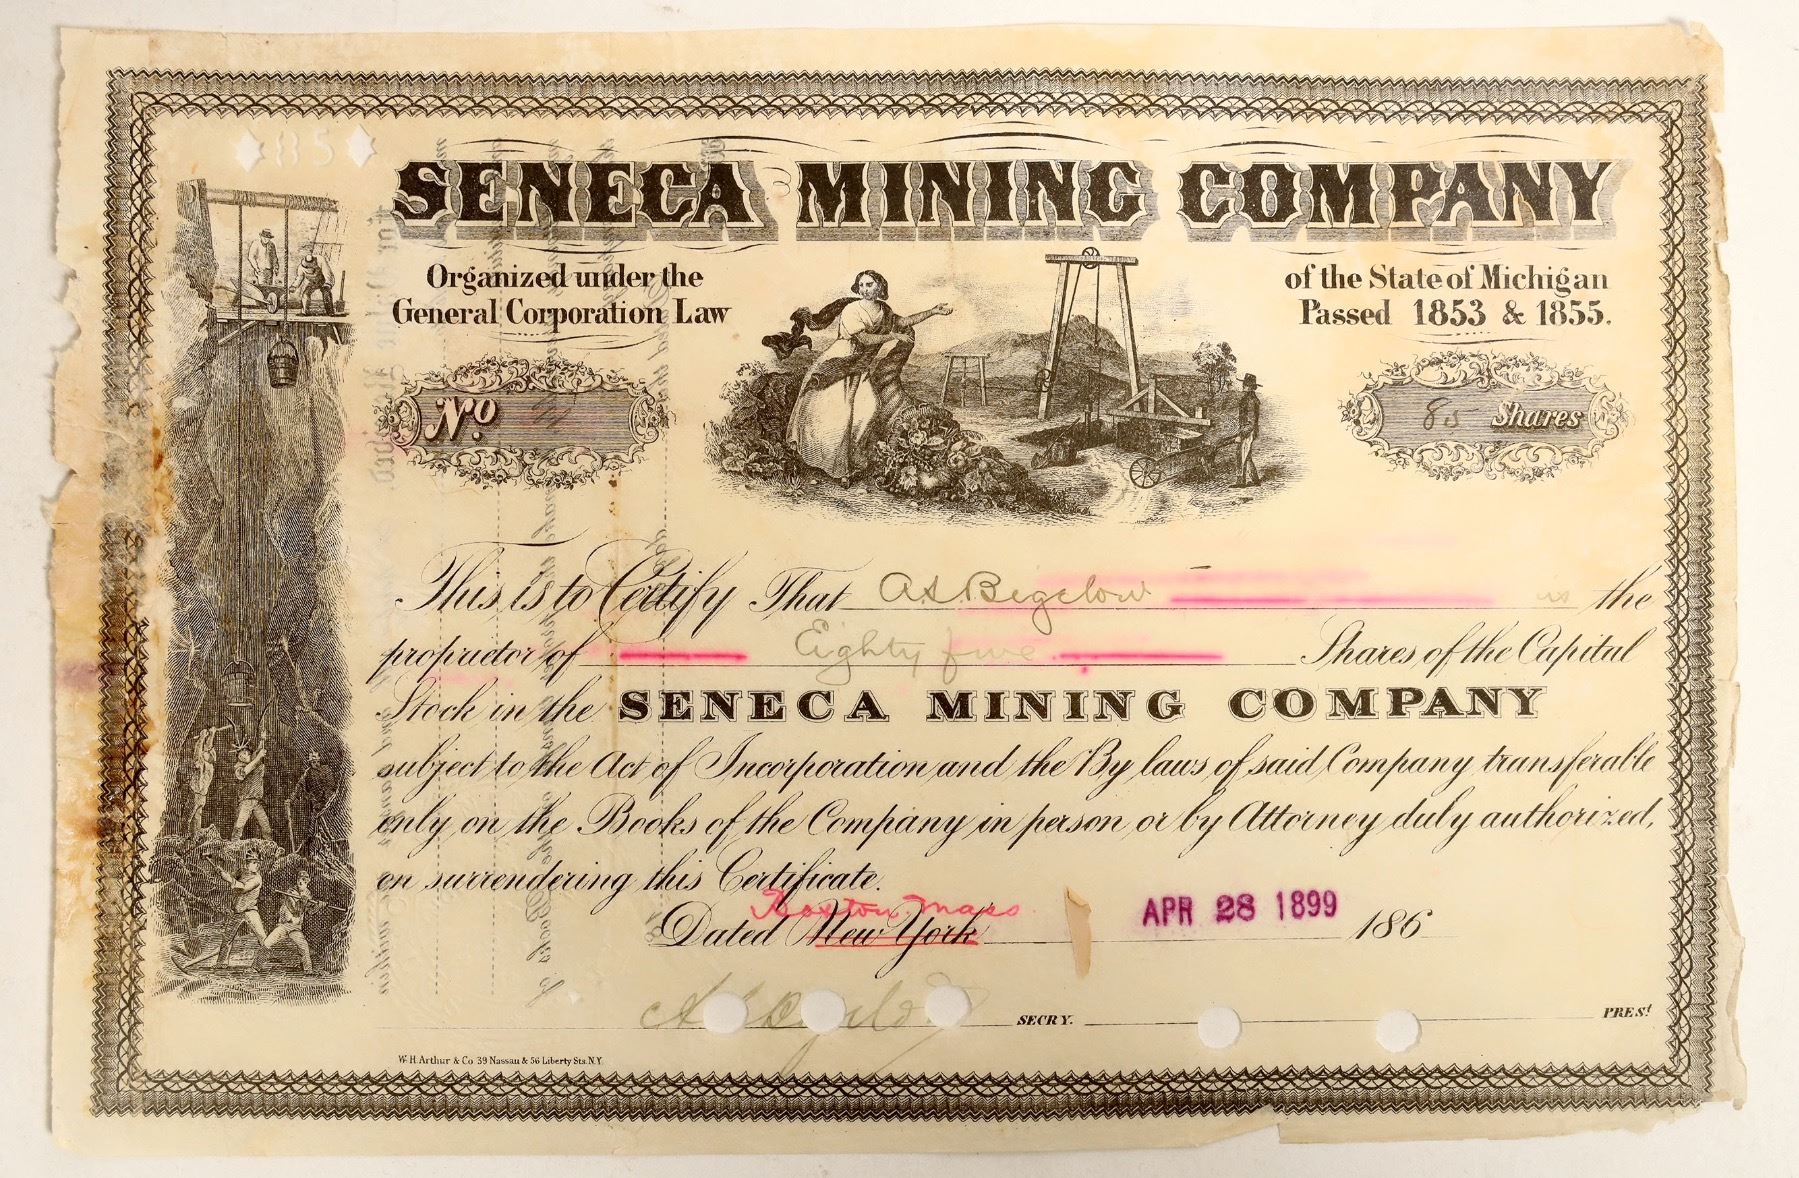 85
SENECA MINING COMPANY
Organized under the
General Corporation Law
of the State of Michigan
Passed 1853 & 1855.
No.
85 Shares
This is to Certify That A S Bigelow is the
proprietor of Eighty five Shares of the Capital
Stock in the SENECA MINING COMPANY
subject to the Act of Incorporation and the By laws of said Company transferable
only on the Books of the Company in person or by Attorney duly authorized,
on surrendering this Certificate.
Boston, Mass
Dated New York APR 28 1899 186
SECRY. PREST
W. H. Arthur & Co 39 Nassau & 56 Liberty Sts. N.Y.